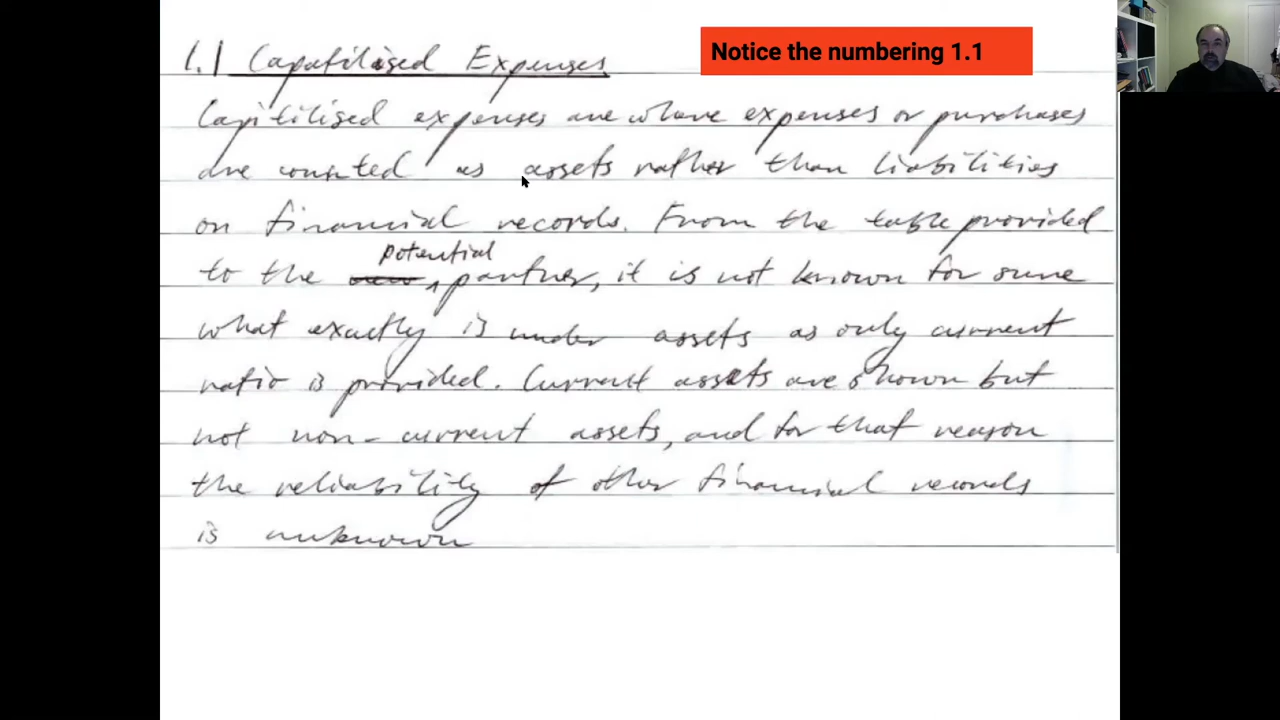 1.1 Capatilised Expenses
Notice the numbering 1.1
Capitilised expenses are where expenses or purchases
are counted as assets rather than liabilities
on financial records. From the table provided
to the potential partner, it is not known for sure
what exactly is under assets as only current
ratio is provided. Current assets are shown but
not non-current assets, and for that reason
the reliability of other financial records
is unknown